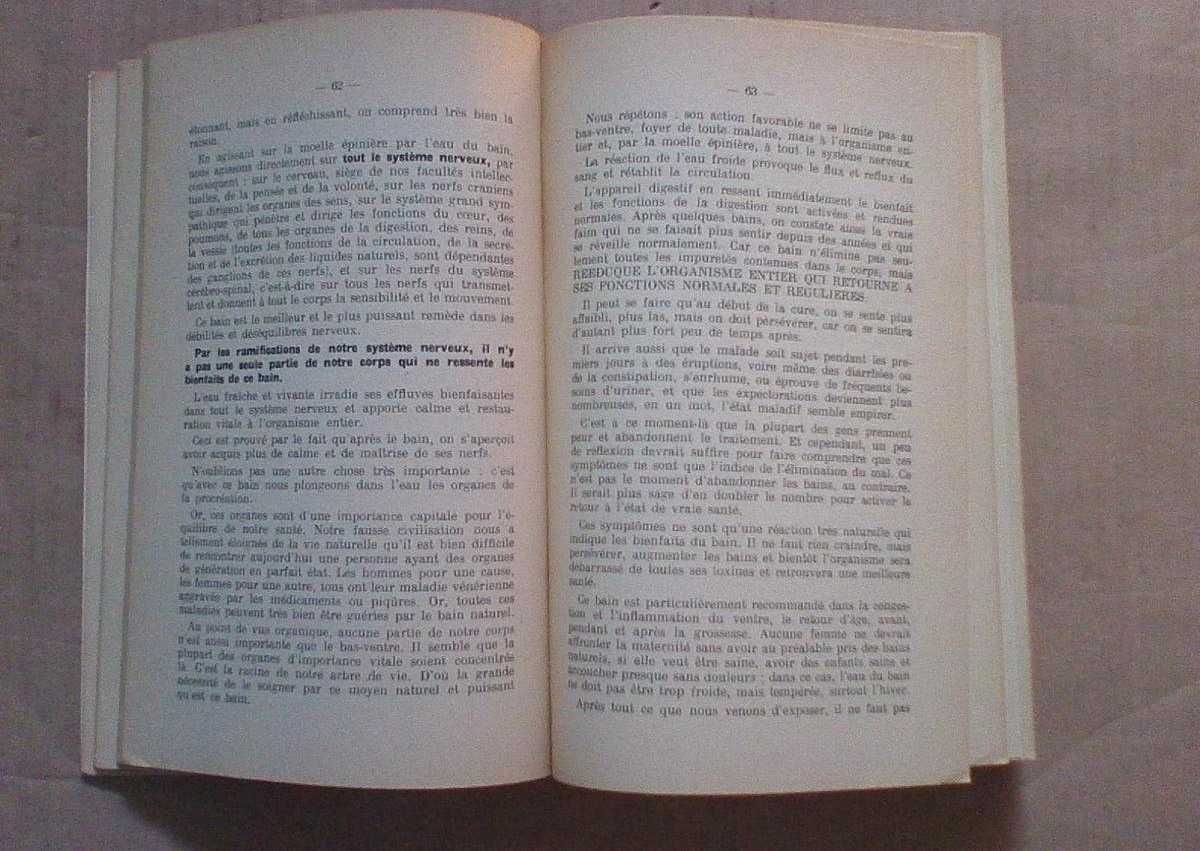 — 62 —
étonnant, mais en réfléchissant, on comprend très bien la
raison.
En agissant sur la moelle épinière par l'eau du bain,
nous agissons directement sur tout le système nerveux, par
conséquent : sur le cerveau, siège de nos facultés intellec-
tuelles, de la pensée et de la volonté, sur les nerfs craniens
qui dirigent les organes des sens, sur le système grand sym-
pathique qui pénètre et dirige les fonctions du cœur, des
poumons, de tous les organes de la digestion, des reins, de
la vessie (toutes les fonctions de la circulation, de la secré-
tion et de l'excrétion des liquides naturels, sont dépendantes
des ganglions de ces nerfs), et sur les nerfs du système
cérébro-spinal, c'est-à-dire sur tous les nerfs qui transmet-
tent et donnent à tout le corps la sensibilité et le mouvement.
Ce bain est le meilleur et le plus puissant remède dans les
débilités et déséquilibres nerveux.
Par les ramifications de notre système nerveux, il n'y
a pas une seule partie de notre corps qui ne ressente les
bienfaits de ce bain.
L'eau fraîche et vivante irradie ses effluves bienfaisantes
dans tout le système nerveux et apporte calme et restau-
ration vitale à l'organisme entier.
Ceci est prouvé par le fait qu'après le bain, on s'aperçoit
avoir acquis plus de calme et de maîtrise de ses nerfs.
N'oublions pas une autre chose très importante : c'est
qu'avec ce bain nous plongeons dans l'eau les organes de
la procréation.
Or, ces organes sont d'une importance capitale pour l'é-
quilibre de notre santé. Notre fausse civilisation nous a
tellement éloignés de la vie naturelle qu'il est bien difficile
de rencontrer aujourd'hui une personne ayant des organes
de génération en parfait état. Les hommes pour une cause,
les femmes pour une autre, tous ont leur maladie vénérienne
aggravée par les médicaments ou piqûres. Or, toutes ces
maladies peuvent très bien être guéries par le bain naturel.
Au point de vue organique, aucune partie de notre corps
n'est aussi importante que le bas-ventre. Il semble que la
plupart des organes d'importance vitale soient concentrés
là. C'est la racine de notre arbre de vie. D'où la grande
nécessité de le soigner par ce moyen naturel et puissant
qu'est ce bain.
— 63 —
Nous répétons : son action favorable ne se limite pas au
bas-ventre, foyer de toute maladie, mais à l'organisme en-
tier et, par la moelle épinière, à tout le système nerveux.
La réaction de l'eau froide provoque le flux et reflux du
sang et rétablit la circulation.
L'appareil digestif en ressent immédiatement le bienfait
et les fonctions de la digestion sont activées et rendues
normales. Après quelques bains, on constate aussi la vraie
faim qui ne se faisait plus sentir depuis des années et qui
se réveille normalement. Car ce bain n'élimine pas seu-
lement toutes les impuretés contenues dans le corps, mais
REEDUQUE L'ORGANISME ENTIER QUI RETOURNE A
SES FONCTIONS NORMALES ET REGULIERES.
Il peut se faire qu'au début de la cure, on se sente plus
affaibli, plus las, mais on doit persévérer, car on se sentira
d'autant plus fort peu de temps après.
Il arrive aussi que le malade soit sujet pendant les pre-
miers jours à des éruptions, voire même des diarrhées ou
de la constipation, s'enrhume, ou éprouve de fréquents be-
soins d'uriner, et que les expectorations deviennent plus
nombreuses, en un mot, l'état maladif semble empirer.
C'est à ce moment-là que la plupart des gens prennent
peur et abandonnent le traitement. Et cependant, un peu
de réflexion devrait suffire pour faire comprendre que ces
symptômes ne sont que l'indice de l'élimination du mal. Ce
n'est pas le moment d'abandonner les bains, au contraire.
Il serait plus sage d'en doubler le nombre pour activer le
retour à l'état de vraie santé.
Ces symptômes ne sont qu'une réaction très naturelle qui
indique les bienfaits du bain. Il ne faut rien craindre, mais
persévérer, augmenter les bains et bientôt l'organisme sera
débarrassé de toutes ses toxines et retrouvera une meilleure
santé.
Ce bain est particulièrement recommandé dans la conges-
tion et l'inflammation du ventre, le retour d'âge, avant,
pendant et après la grossesse. Aucune femme ne devrait
affronter la maternité sans avoir au préalable pris des bains
naturels, si elle veut être saine, avoir des enfants sains et
accoucher presque sans douleurs ; dans ce cas, l'eau du bain
ne doit pas être trop froide, mais tempérée, surtout l'hiver.
Après tout ce que nous venons d'exposer, il ne faut pas